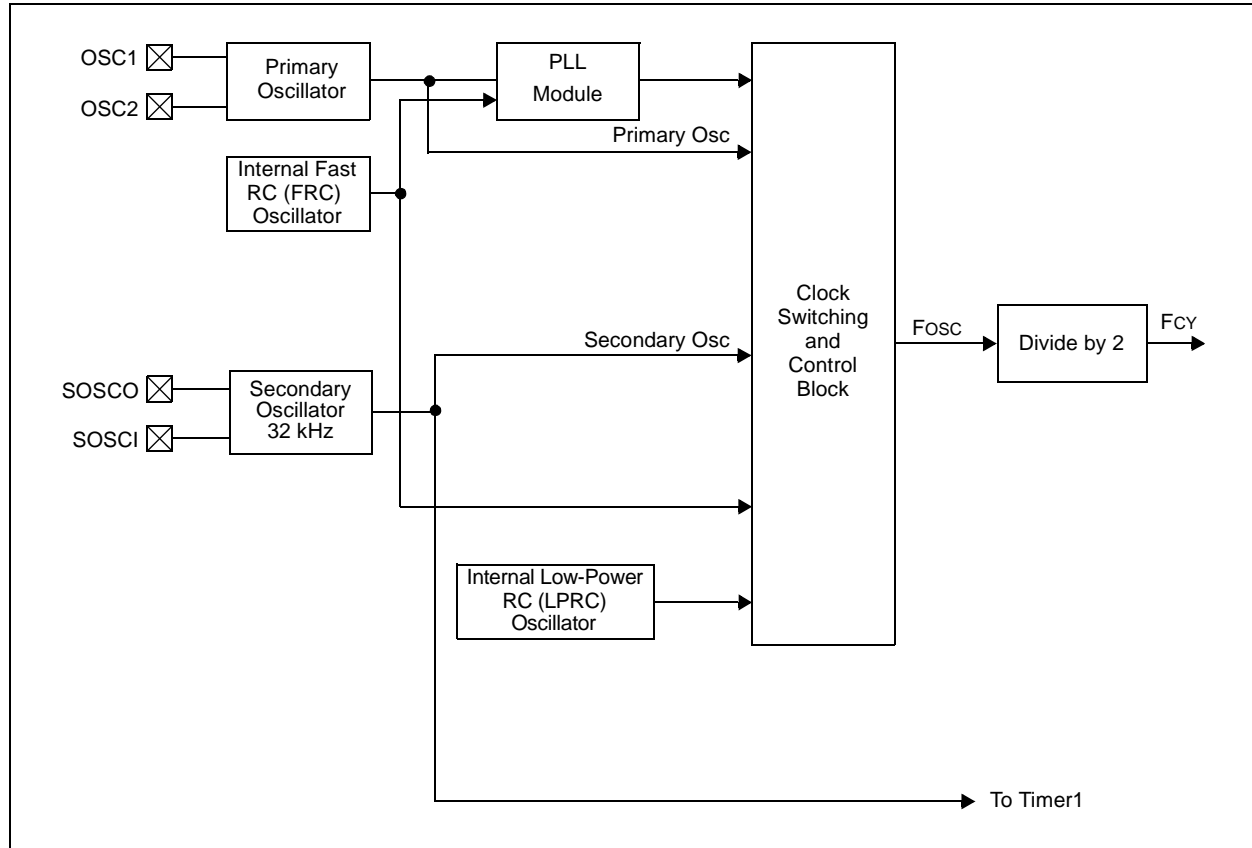 OSC1
OSC2
Primary
Oscillator
PLL
Module
Primary Osc
Internal Fast
RC (FRC)
Oscillator
Clock
Switching
and
Control
Block
FOSC
Divide by 2
FCY
Secondary Osc
SOSCO
SOSCI
Secondary
Oscillator
32 kHz
Internal Low-Power
RC (LPRC)
Oscillator
To Timer1